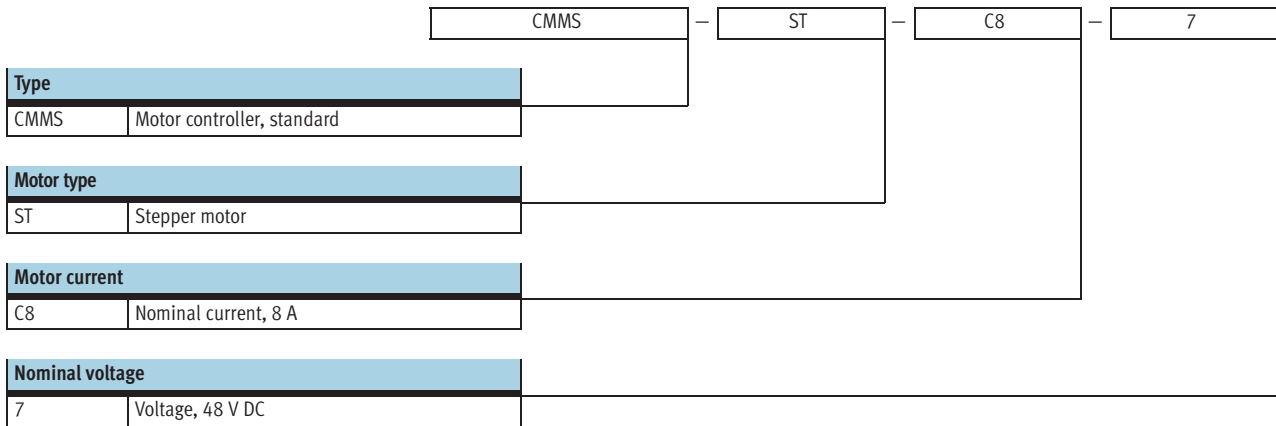 CMMS – ST – C8 – 7
Type
CMMS Motor controller, standard
Motor type
ST Stepper motor
Motor current
C8 Nominal current, 8 A
Nominal voltage
7 Voltage, 48 V DC